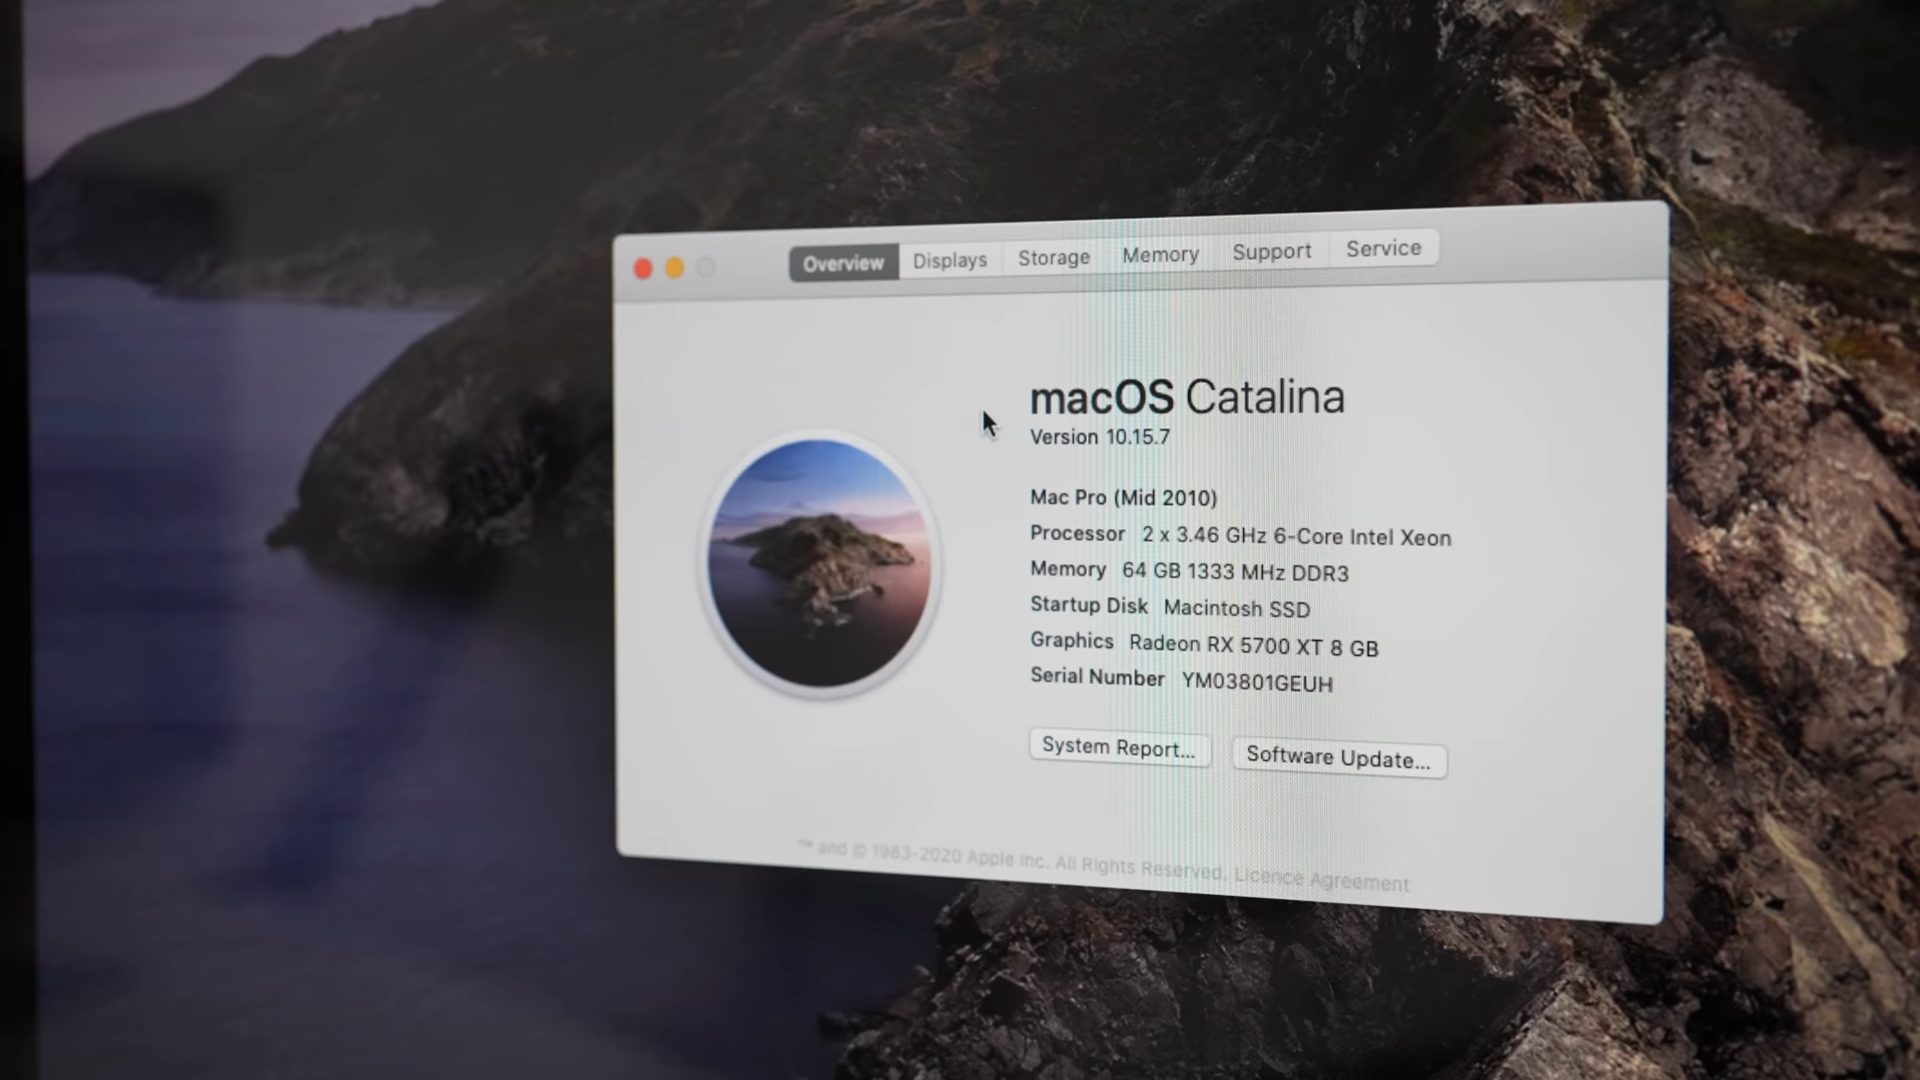 Overview Displays Storage Memory Support Service
macOS Catalina
Version 10.15.7
Mac Pro (Mid 2010)
Processor 2 x 3.46 GHz 6-Core Intel Xeon
Memory 64 GB 1333 MHz DDR3
Startup Disk Macintosh SSD
Graphics Radeon RX 5700 XT 8 GB
Serial Number YM03801GEUH
System Report... Software Update...
™ and © 1983-2020 Apple Inc. All Rights Reserved. Licence Agreement